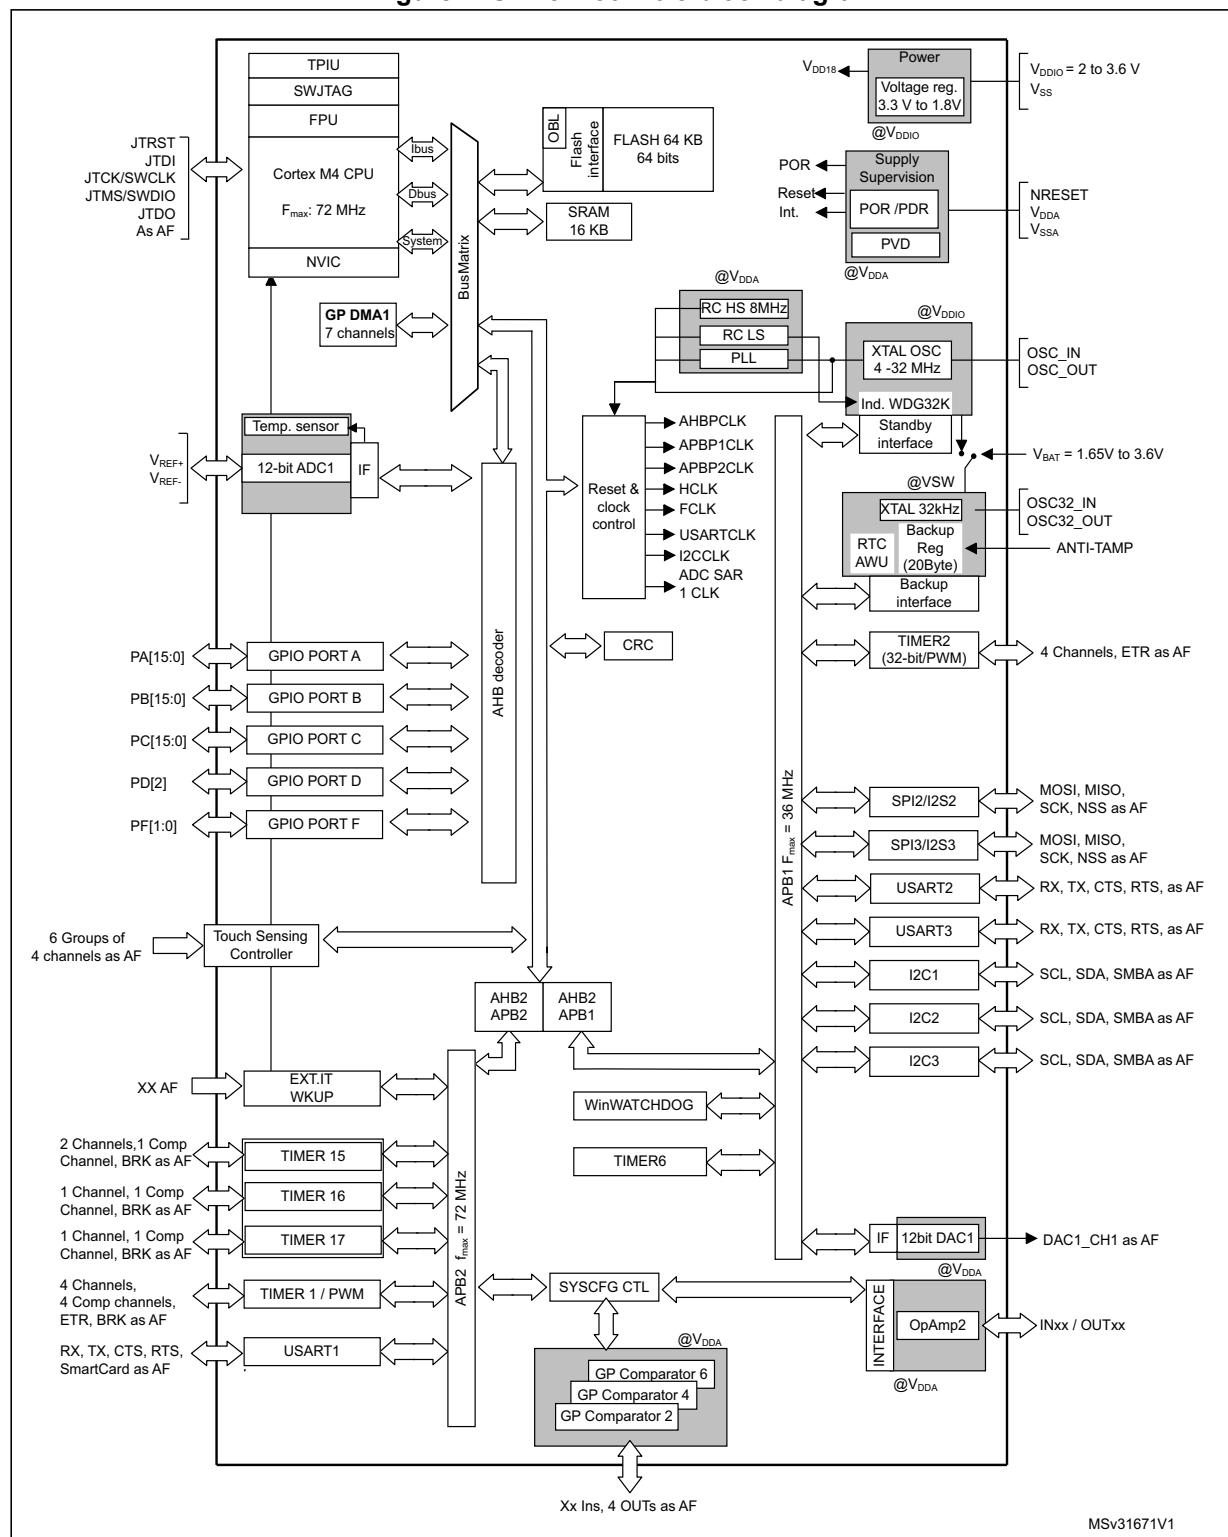 TPIU
SWJTAG
FPU
Cortex M4 CPU
Fmax: 72 MHz
NVIC
JTRST
JTDI
JTCK/SWCLK
JTMS/SWDIO
JTDO
As AF
Ibus
Dbus
System
BusMatrix
OBL
Flash
interface
FLASH 64 KB
64 bits
SRAM
16 KB
GP DMA1
7 channels
VDD18
Power
Voltage reg.
3.3 V to 1.8V
@VDDIO
VDDIO = 2 to 3.6 V
VSS
POR
Reset
Int.
Supply
Supervision
POR /PDR
PVD
@VDDA
NRESET
VDDA
VSSA
@VDDA
RC HS 8MHz
RC LS
PLL
@VDDIO
XTAL OSC
4 -32 MHz
Ind. WDG32K
Standby
interface
OSC_IN
OSC_OUT
VBAT = 1.65V to 3.6V
@VSW
XTAL 32kHz
RTC
AWU
Backup
Reg
(20Byte)
Backup
interface
OSC32_IN
OSC32_OUT
ANTI-TAMP
Temp. sensor
12-bit ADC1
IF
VREF+
VREF-
Reset &
clock
control
AHBPCLK
APBP1CLK
APBP2CLK
HCLK
FCLK
USARTCLK
I2CCLK
ADC SAR
1 CLK
CRC
AHB decoder
PA[15:0]
GPIO PORT A
PB[15:0]
GPIO PORT B
PC[15:0]
GPIO PORT C
PD[2]
GPIO PORT D
PF[1:0]
GPIO PORT F
6 Groups of
4 channels as AF
Touch Sensing
Controller
AHB2
APB2
AHB2
APB1
APB1 Fmax = 36 MHz
TIMER2
(32-bit/PWM)
4 Channels, ETR as AF
SPI2/I2S2
MOSI, MISO,
SCK, NSS as AF
SPI3/I2S3
MOSI, MISO,
SCK, NSS as AF
USART2
RX, TX, CTS, RTS, as AF
USART3
RX, TX, CTS, RTS, as AF
I2C1
SCL, SDA, SMBA as AF
I2C2
SCL, SDA, SMBA as AF
I2C3
SCL, SDA, SMBA as AF
XX AF
EXT.IT
WKUP
WinWATCHDOG
TIMER6
2 Channels,1 Comp
Channel, BRK as AF
TIMER 15
1 Channel, 1 Comp
Channel, BRK as AF
TIMER 16
1 Channel, 1 Comp
Channel, BRK as AF
TIMER 17
4 Channels,
4 Comp channels,
ETR, BRK as AF
TIMER 1 / PWM
RX, TX, CTS, RTS,
SmartCard as AF
USART1
APB2 fmax = 72 MHz
IF
12bit DAC1
@VDDA
DAC1_CH1 as AF
SYSCFG CTL
INTERFACE
OpAmp2
@VDDA
INxx / OUTxx
@VDDA
GP Comparator 6
GP Comparator 4
GP Comparator 2
Xx Ins, 4 OUTs as AF
MSv31671V1